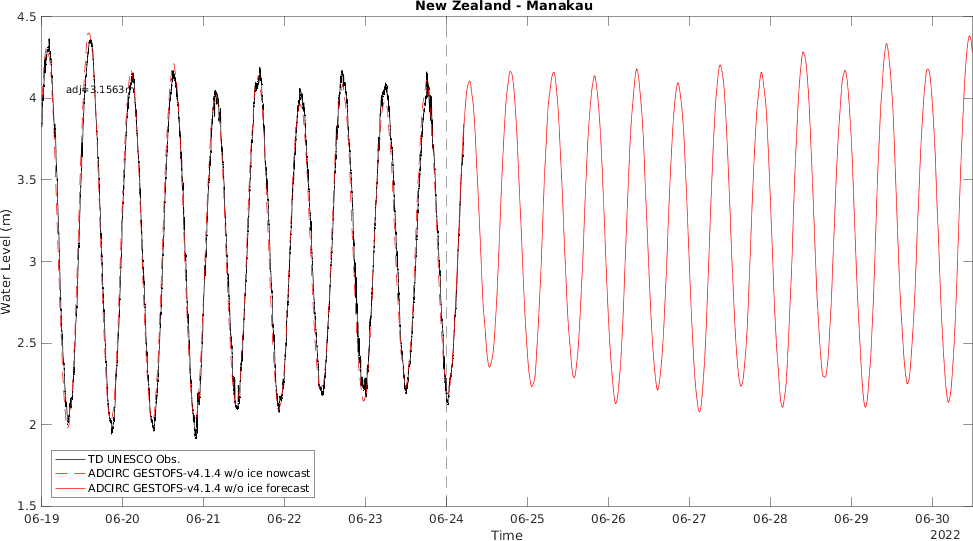 New Zealand - Manakau
4.5
4
3.5
3
2.5
2
1.5
Water Level (m)
adj=3.1563m
TD UNESCO Obs.
ADCIRC GESTOFS-v4.1.4 w/o ice nowcast
ADCIRC GESTOFS-v4.1.4 w/o ice forecast
06-19 06-20 06-21 06-22 06-23 06-24 06-25 06-26 06-27 06-28 06-29 06-30
2022
Time